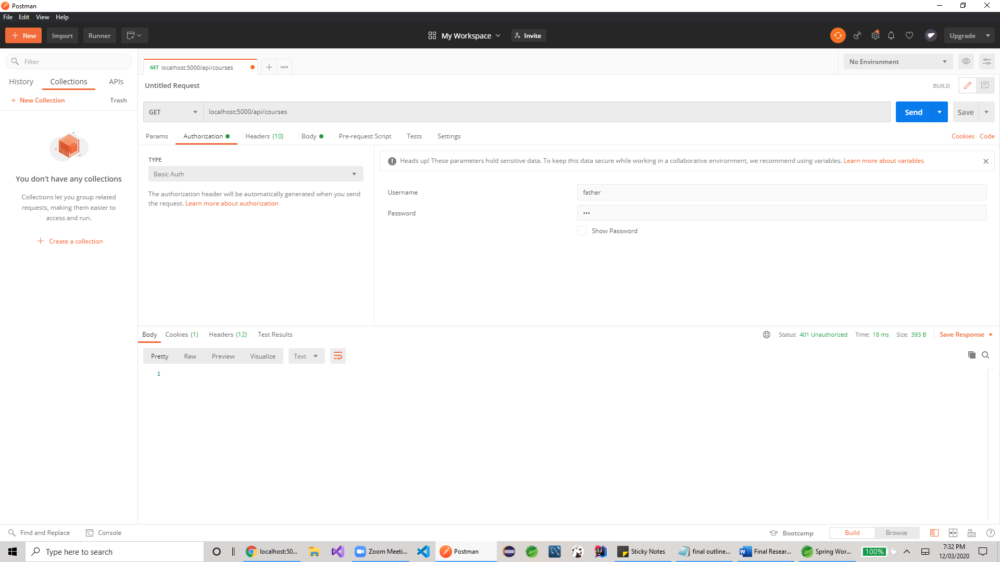 Postman
File Edit View Help
New Import Runner My Workspace Invite Upgrade
Filter
History Collections APIs
+ New Collection Trash
You don’t have any collections
Collections let you group related
requests, making them easier to
access and run.
+ Create a collection
GET localhost:5000/api/courses
No Environment
Untitled Request
BUILD
GET localhost:5000/api/courses Send Save
Params Authorization Headers (10) Body Pre-request Script Tests Settings Cookies Code
TYPE
Basic Auth
The authorization header will be automatically generated when you send
the request. Learn more about authorization
Heads up! These parameters hold sensitive data. To keep this data secure while working in a collaborative environment, we recommend using variables. Learn more about variables
Username father
Password •••
Show Password
Body Cookies (1) Headers (12) Test Results Status: 401 Unauthorized Time: 18 ms Size: 393 B Save Response
Pretty Raw Preview Visualize Text
1
Find and Replace Console Bootcamp Build Browse
Type here to search
localhost:50... Zoom Meeti... Postman Sticky Notes final outline... Final Resear... Spring Wor... 100%
7:32 PM
12/03/2020